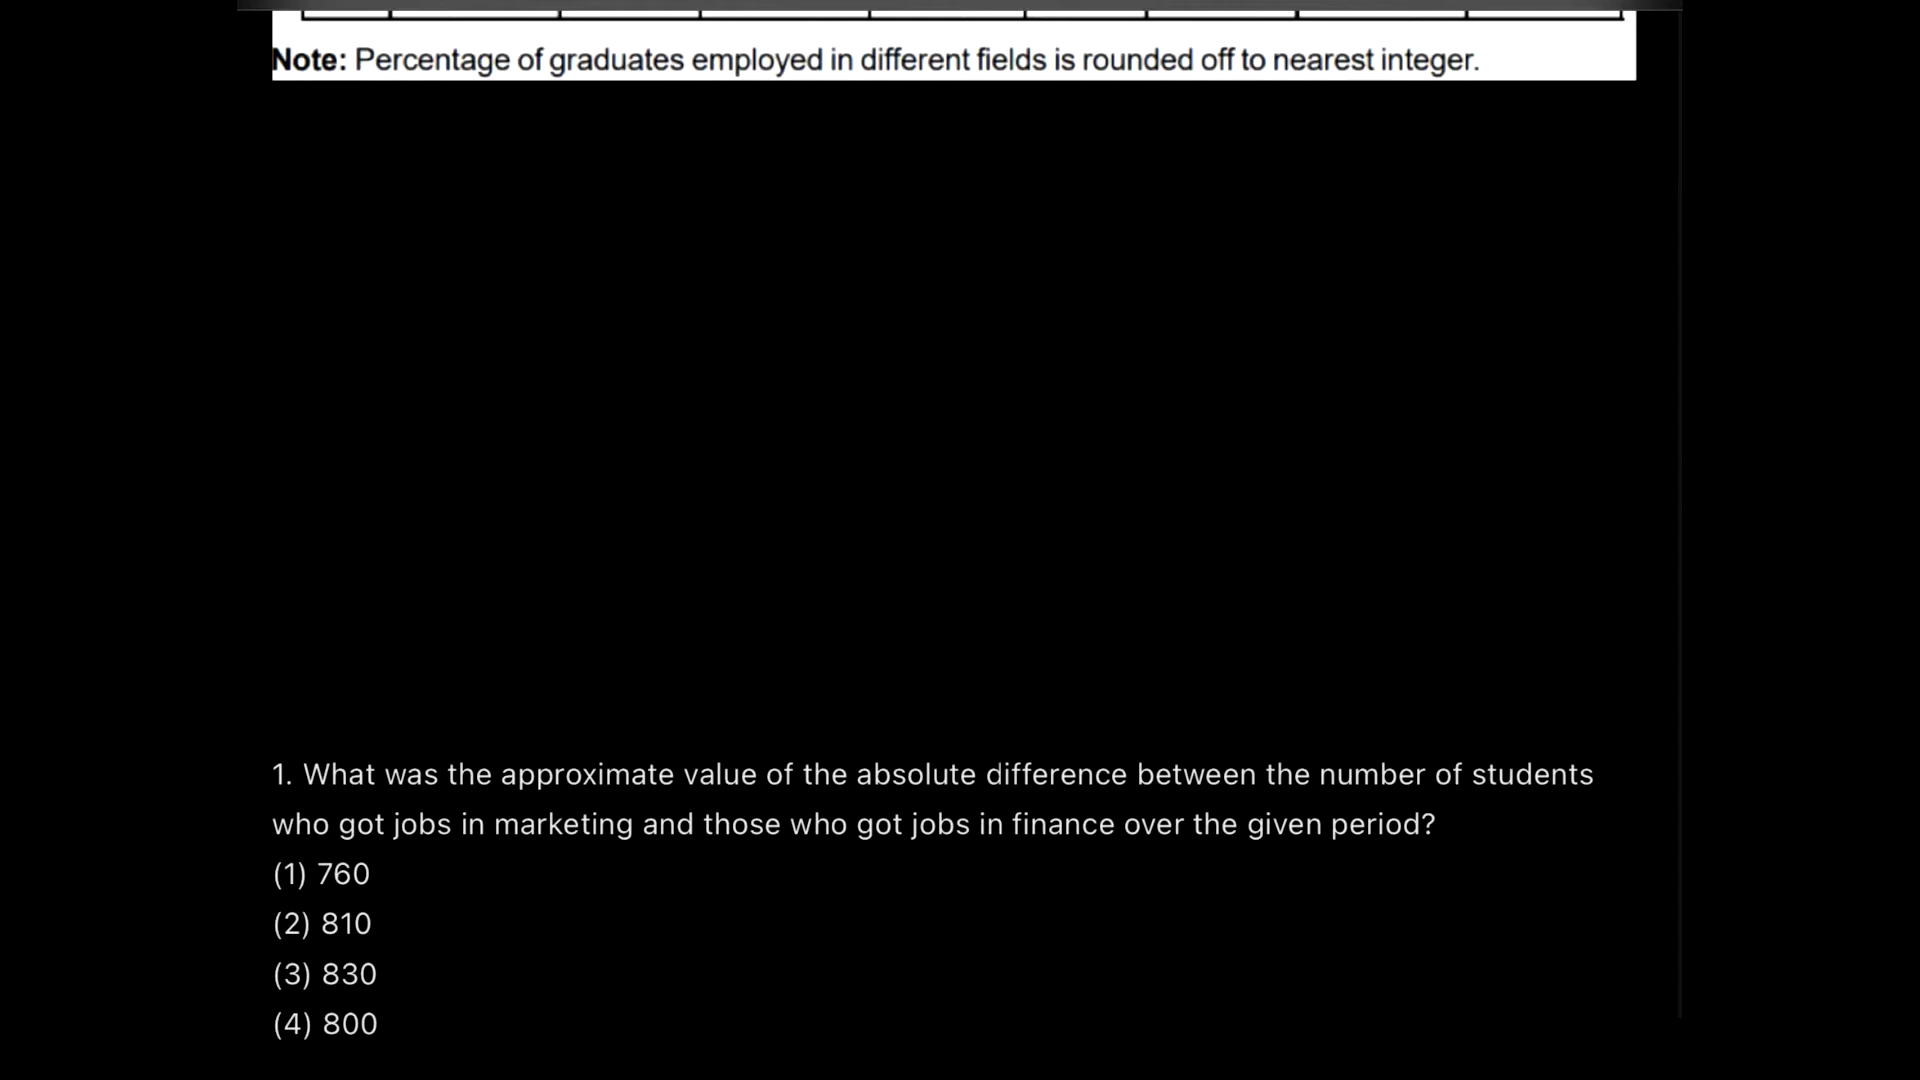 Note: Percentage of graduates employed in different fields is rounded off to nearest integer.
1. What was the approximate value of the absolute difference between the number of students
who got jobs in marketing and those who got jobs in finance over the given period?
(1) 760
(2) 810
(3) 830
(4) 800